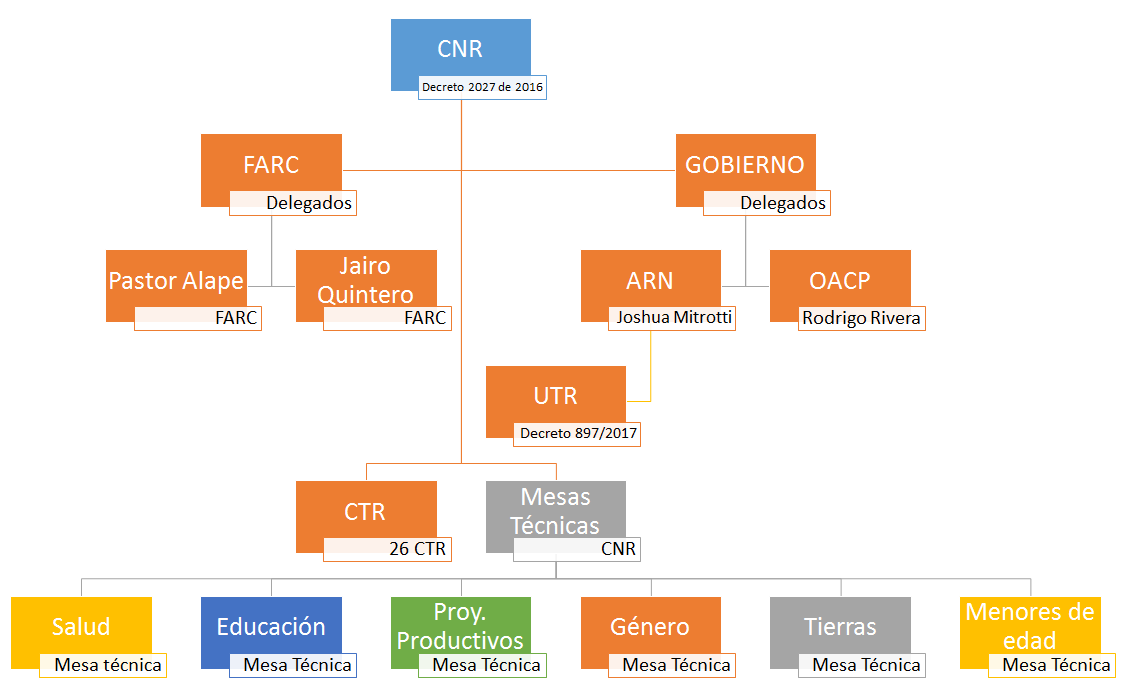 CNR
Decreto 2027 de 2016
FARC
Delegados
GOBIERNO
Delegados
Pastor Alape
FARC
Jairo
Quintero
FARC
ARN
Joshua Mitrotti
OACP
Rodrigo Rivera
UTR
Decreto 897/2017
CTR
26 CTR
Mesas
Técnicas
CNR
Salud
Mesa técnica
Educación
Mesa Técnica
Proy.
Productivos
Mesa Técnica
Género
Mesa Técnica
Tierras
Mesa Técnica
Menores de
edad
Mesa Técnica